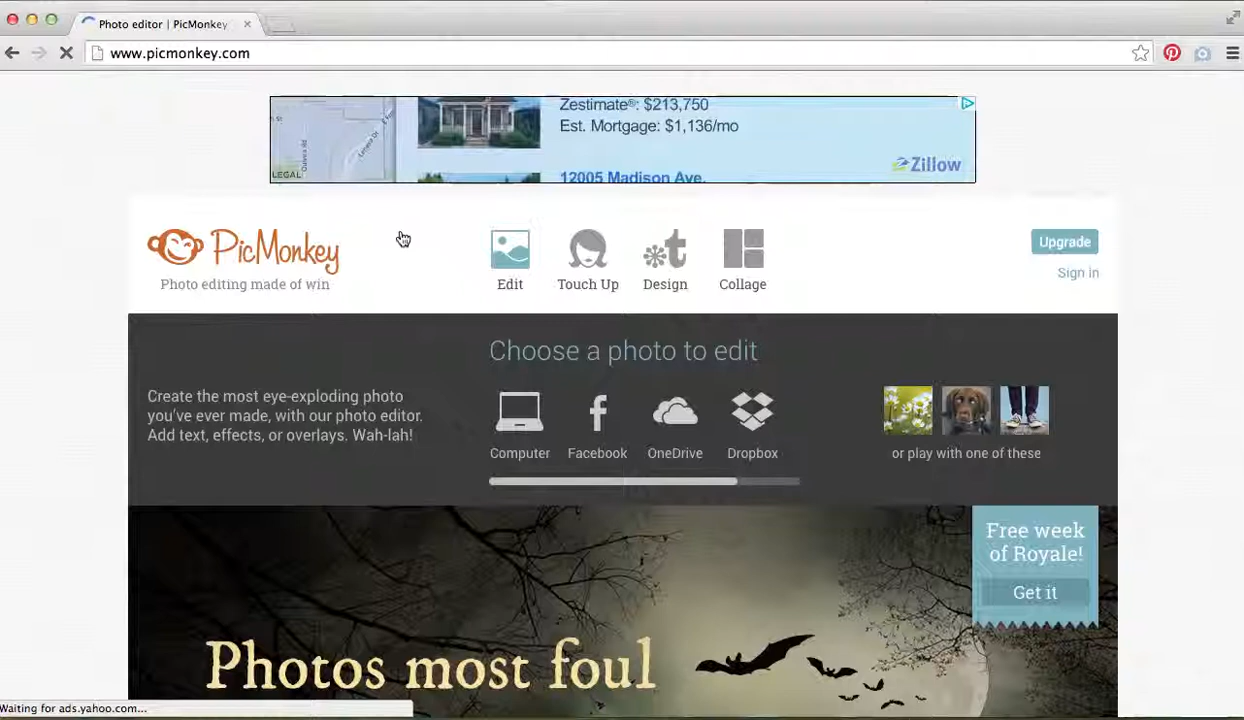 Photo editor | PicMonkey
www.picmonkey.com
Zestimate®: $213,750
Est. Mortgage: $1,136/mo
LEGAL
Zillow
12005 Madison Ave.
PicMonkey
Photo editing made of win
Edit
Touch Up
Design
Collage
Upgrade
Sign in
Choose a photo to edit
Create the most eye-exploding photo
you've ever made, with our photo editor.
Add text, effects, or overlays. Wah-lah!
Computer
Facebook
OneDrive
Dropbox
or play with one of these
Free week
of Royale!
Get it
Photos most foul
Waiting for ads.yahoo.com...